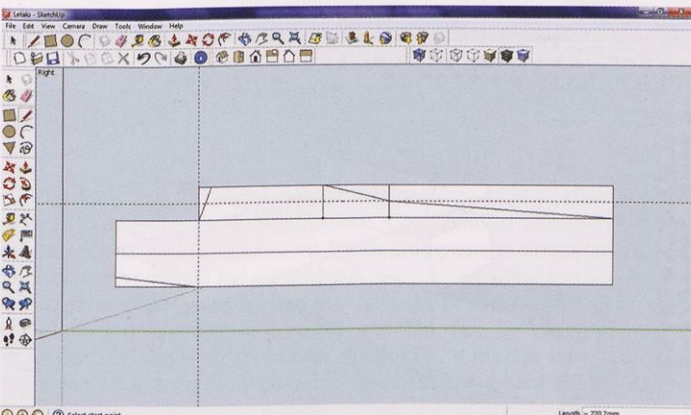 Letalo - SketchUp
File Edit View Camera Draw Tools Window Help
Right
Select start point
Length